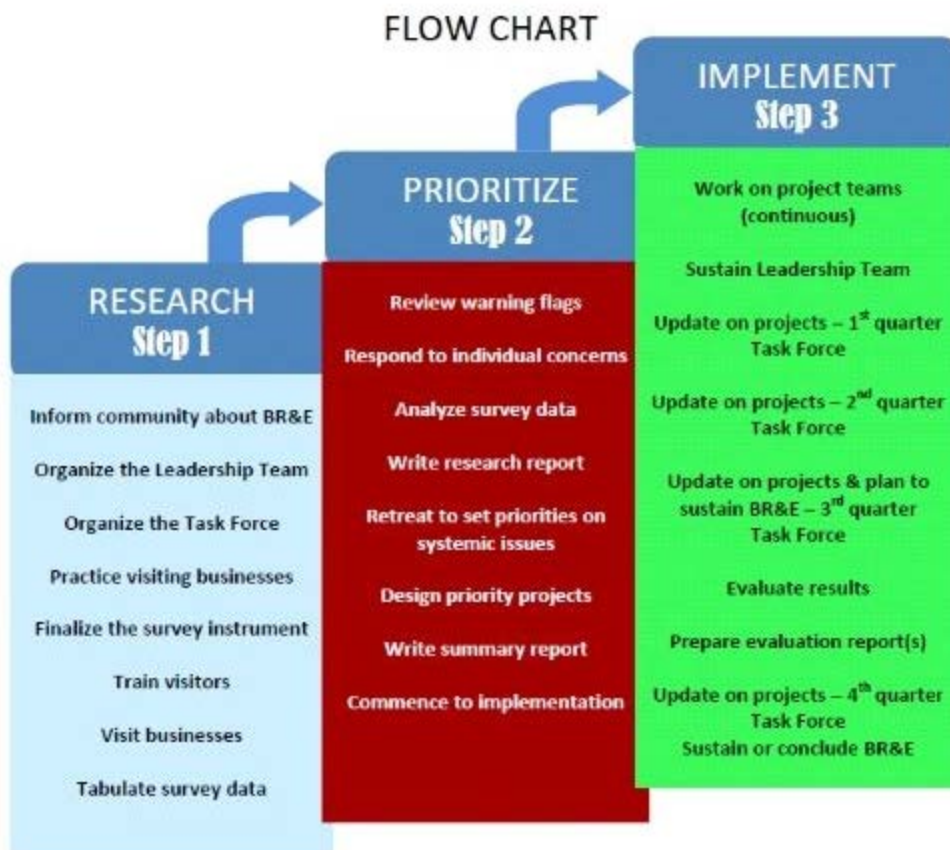 FLOW CHART
RESEARCH
Step 1
Inform community about BR&E
Organize the Leadership Team
Organize the Task Force
Practice visiting businesses
Finalize the survey instrument
Train visitors
Visit businesses
Tabulate survey data
PRIORITIZE
Step 2
Review warning flags
Respond to individual concerns
Analyze survey data
Write research report
Retreat to set priorities on
systemic issues
Design priority projects
Write summary report
Commence to implementation
IMPLEMENT
Step 3
Work on project teams
(continuous)
Sustain Leadership Team
Update on projects – 1st quarter
Task Force
Update on projects – 2nd quarter
Task Force
Update on projects & plan to
sustain BR&E – 3rd quarter
Task Force
Evaluate results
Prepare evaluation report(s)
Update on projects – 4th quarter
Task Force
Sustain or conclude BR&E